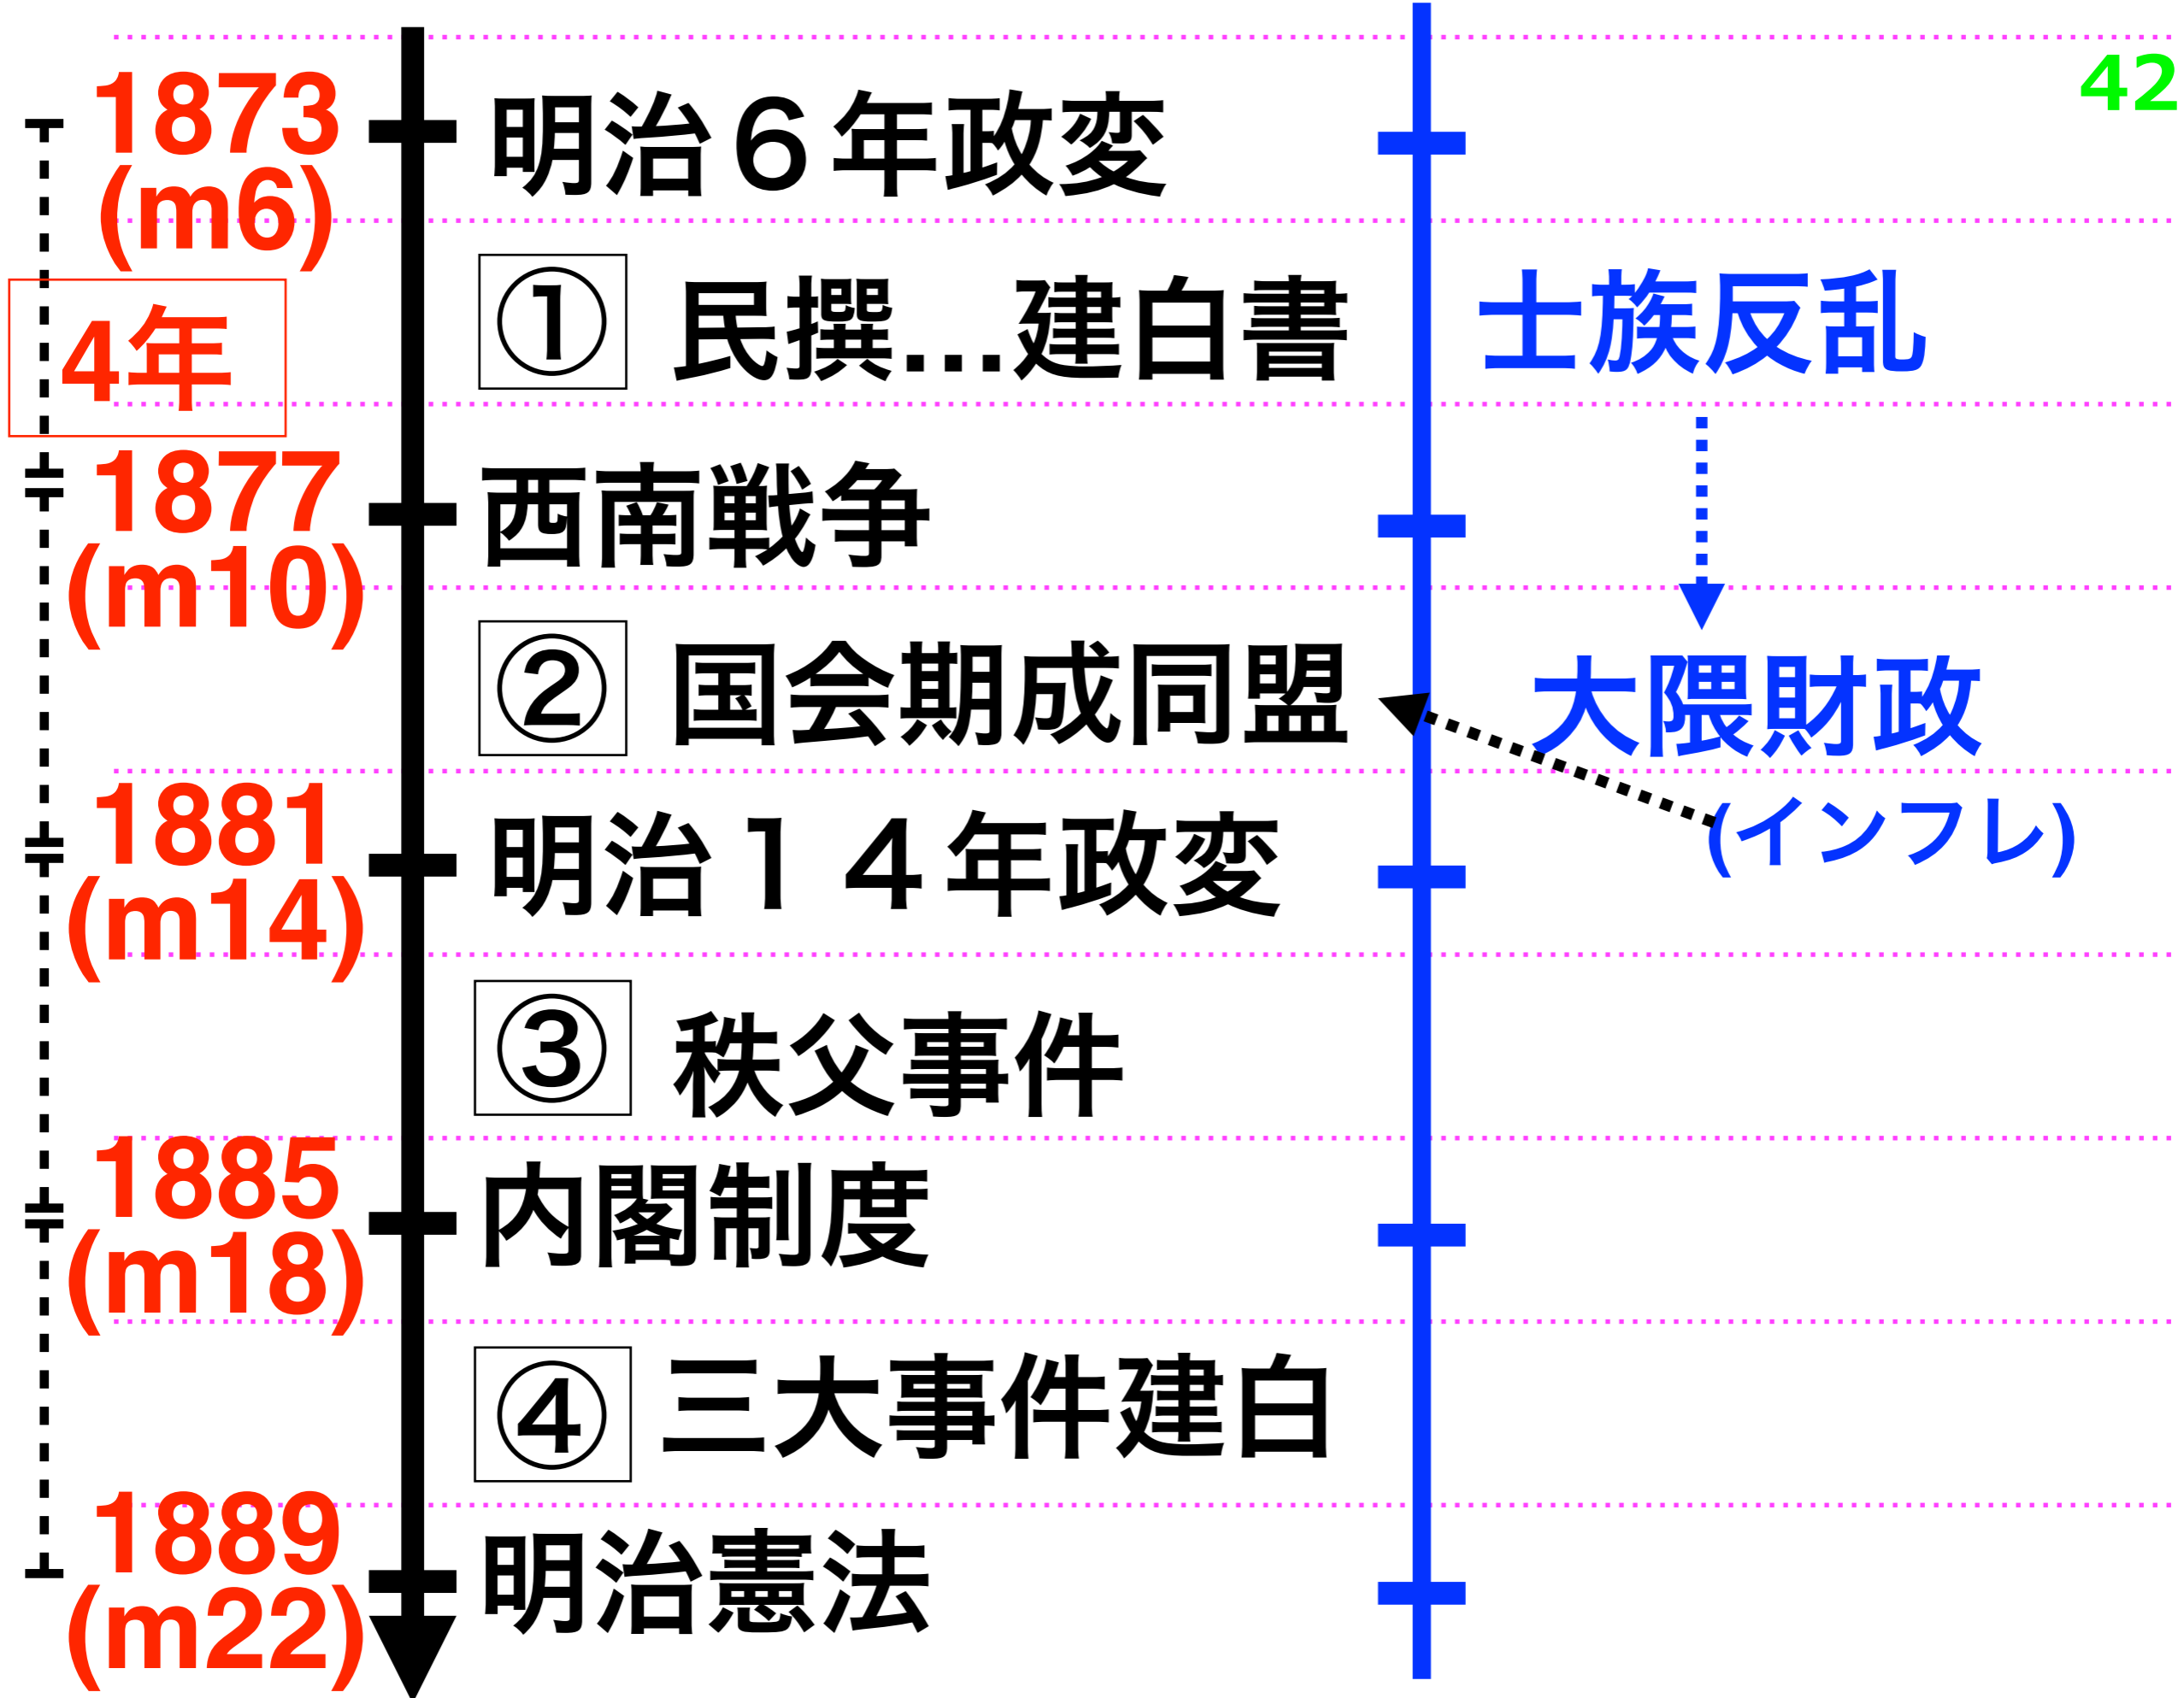 42
1873
(m6)
明治６年政変
4年
① 民撰...建白書
士族反乱
1877
(m10)
西南戦争
② 国会期成同盟
大隈財政
(インフレ)
1881
(m14)
明治１４年政変
③ 秩父事件
1885
(m18)
内閣制度
④ 三大事件建白
1889
(m22)
明治憲法